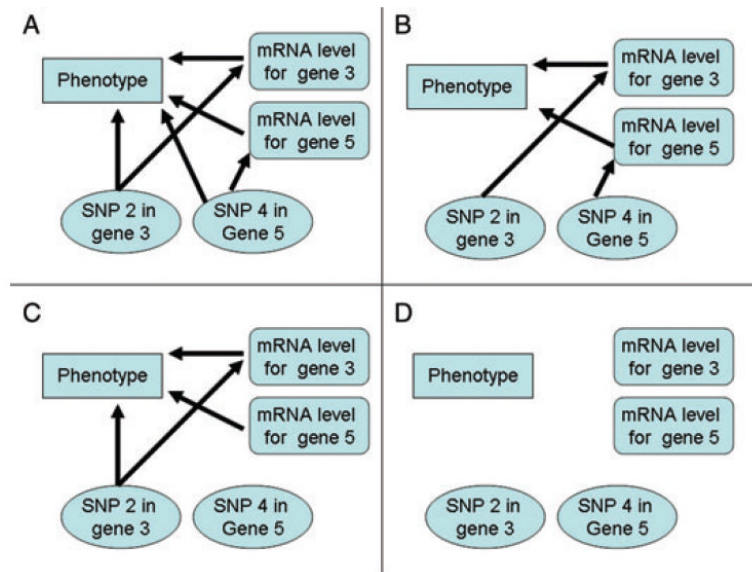 A
Phenotype
mRNA level
for gene 3
mRNA level
for gene 5
SNP 2 in
gene 3
SNP 4 in
Gene 5
B
Phenotype
mRNA level
for gene 3
mRNA level
for gene 5
SNP 2 in
gene 3
SNP 4 in
Gene 5
C
Phenotype
mRNA level
for gene 3
mRNA level
for gene 5
SNP 2 in
gene 3
SNP 4 in
Gene 5
D
Phenotype
mRNA level
for gene 3
mRNA level
for gene 5
SNP 2 in
gene 3
SNP 4 in
Gene 5